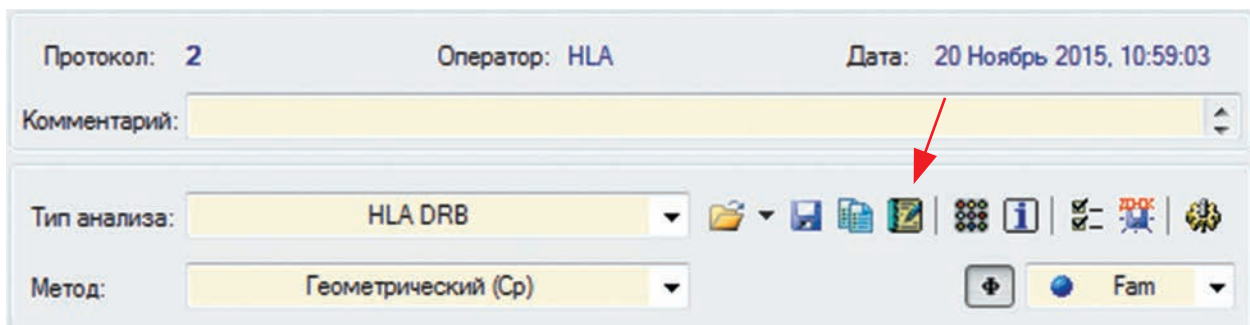 Протокол: 2 Оператор: HLA Дата: 20 Ноябрь 2015, 10:59:03
Комментарий:
Тип анализа: HLA DRB
Метод: Геометрический (Cp) Ф Fam